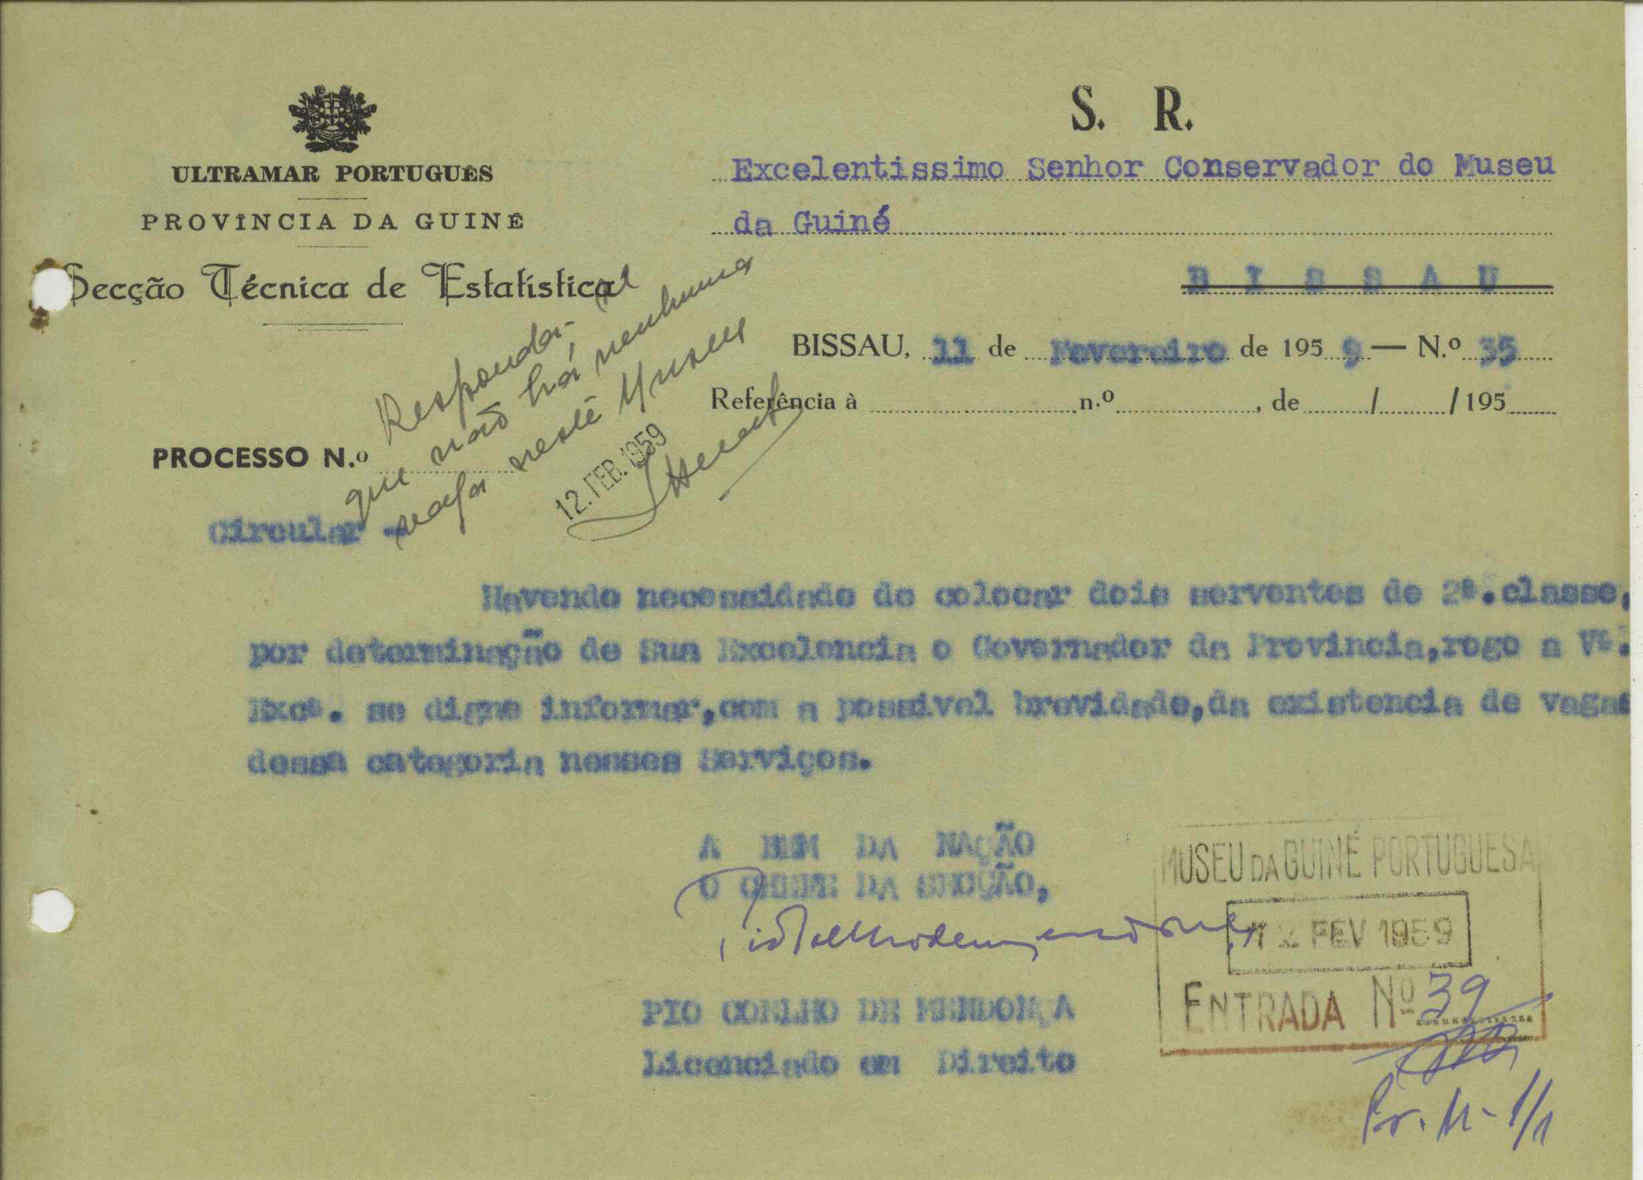 S. R.
ULTRAMAR PORTUGUÊS
PROVÍNCIA DA GUINÉ
Secção Técnica de Estatística
Excelentissimo Senhor Conservador do Museu
da Guiné
B I S S A U
BISSAU, 11 de Fevereiro de 1959 — N.º 35
Referência à n.º , de / /195
Responda-se
que não há nenhuma
vaga neste Museu
12.FEB.1959
PROCESSO N.º
Circular -
Havendo necessidade de colocar dois serventes de 2ª.classe,
por determinação de Sua Excelencia o Governador da Provincia,rogo a Vª.
Excª. se digne informar,com a possivel brevidade,da existencia de vagas
dessa categoria nesses Serviços.
A BEM DA NAÇÃO
O CHEFE DA SECÇÃO,
PIO COELHO DE MENDONÇA
Licenciado em Direito
MUSEU DA GUINÉ PORTUGUESA
12 FEV 1959
ENTRADA Nº 39